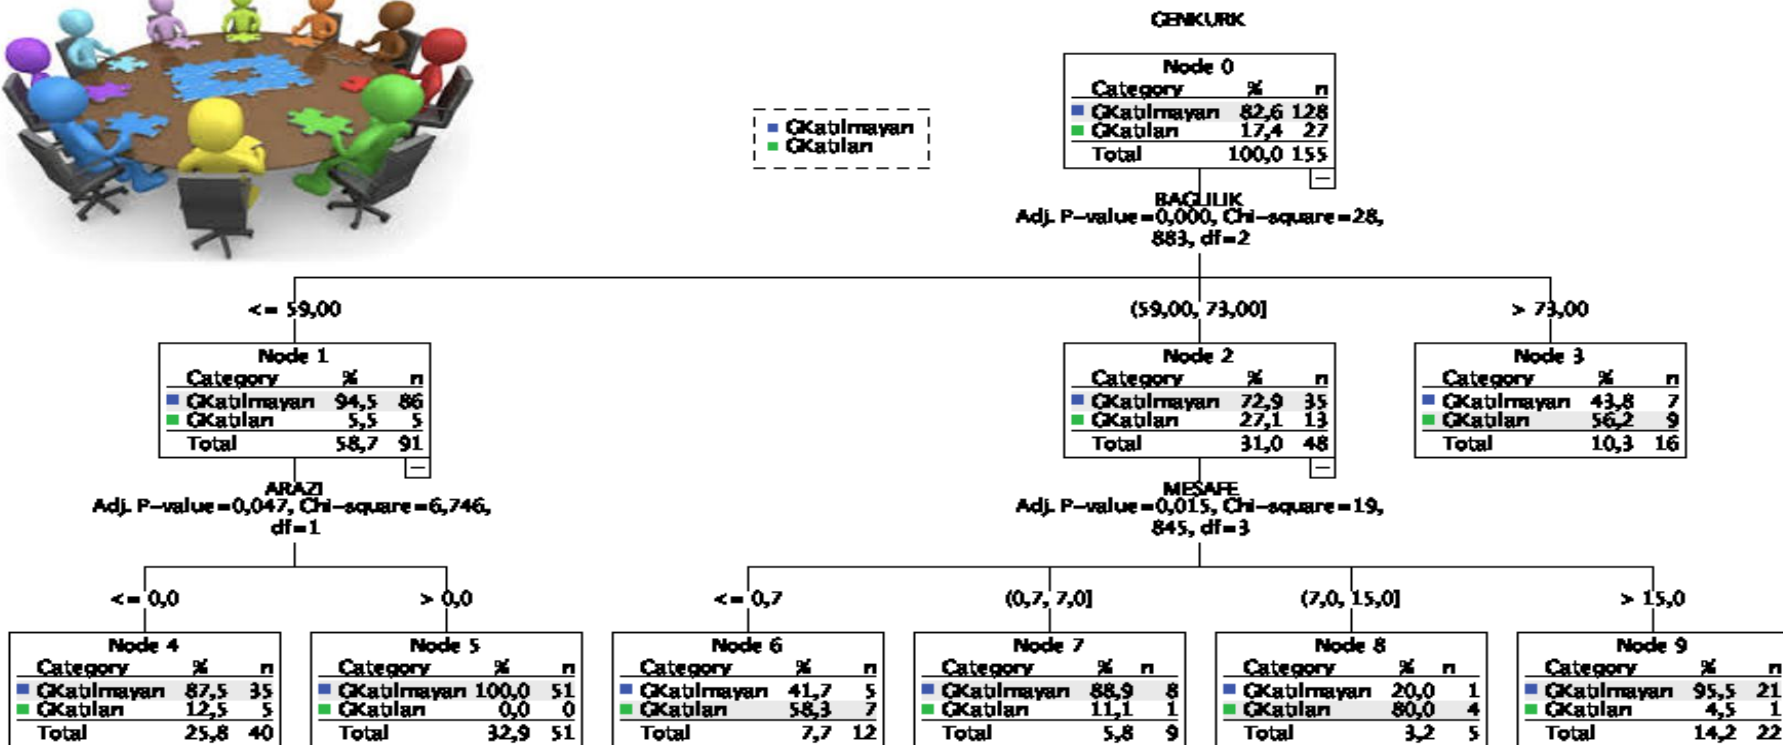 GENKURK
Node 0
Category % n
GKatılmayan 82,6 128
GKatılan 17,4 27
Total 100,0 155
GKatılmayan
GKatılan
BAGLILIK
Adj. P-value=0,000, Chi-square=28,
883, df=2
<= 59,00
(59,00, 73,00]
> 73,00
Node 1
Category % n
GKatılmayan 94,5 86
GKatılan 5,5 5
Total 58,7 91
Node 2
Category % n
GKatılmayan 72,9 35
GKatılan 27,1 13
Total 31,0 48
Node 3
Category % n
GKatılmayan 43,8 7
GKatılan 56,2 9
Total 10,3 16
ARAZI
Adj. P-value=0,047, Chi-square=6,746,
df=1
MESAFE
Adj. P-value=0,015, Chi-square=19,
845, df=3
<= 0,0
> 0,0
<= 0,7
(0,7, 7,0]
(7,0, 15,0]
> 15,0
Node 4
Category % n
GKatılmayan 87,5 35
GKatılan 12,5 5
Total 25,8 40
Node 5
Category % n
GKatılmayan 100,0 51
GKatılan 0,0 0
Total 32,9 51
Node 6
Category % n
GKatılmayan 41,7 5
GKatılan 58,3 7
Total 7,7 12
Node 7
Category % n
GKatılmayan 88,9 8
GKatılan 11,1 1
Total 5,8 9
Node 8
Category % n
GKatılmayan 20,0 1
GKatılan 80,0 4
Total 3,2 5
Node 9
Category % n
GKatılmayan 95,5 21
GKatılan 4,5 1
Total 14,2 22